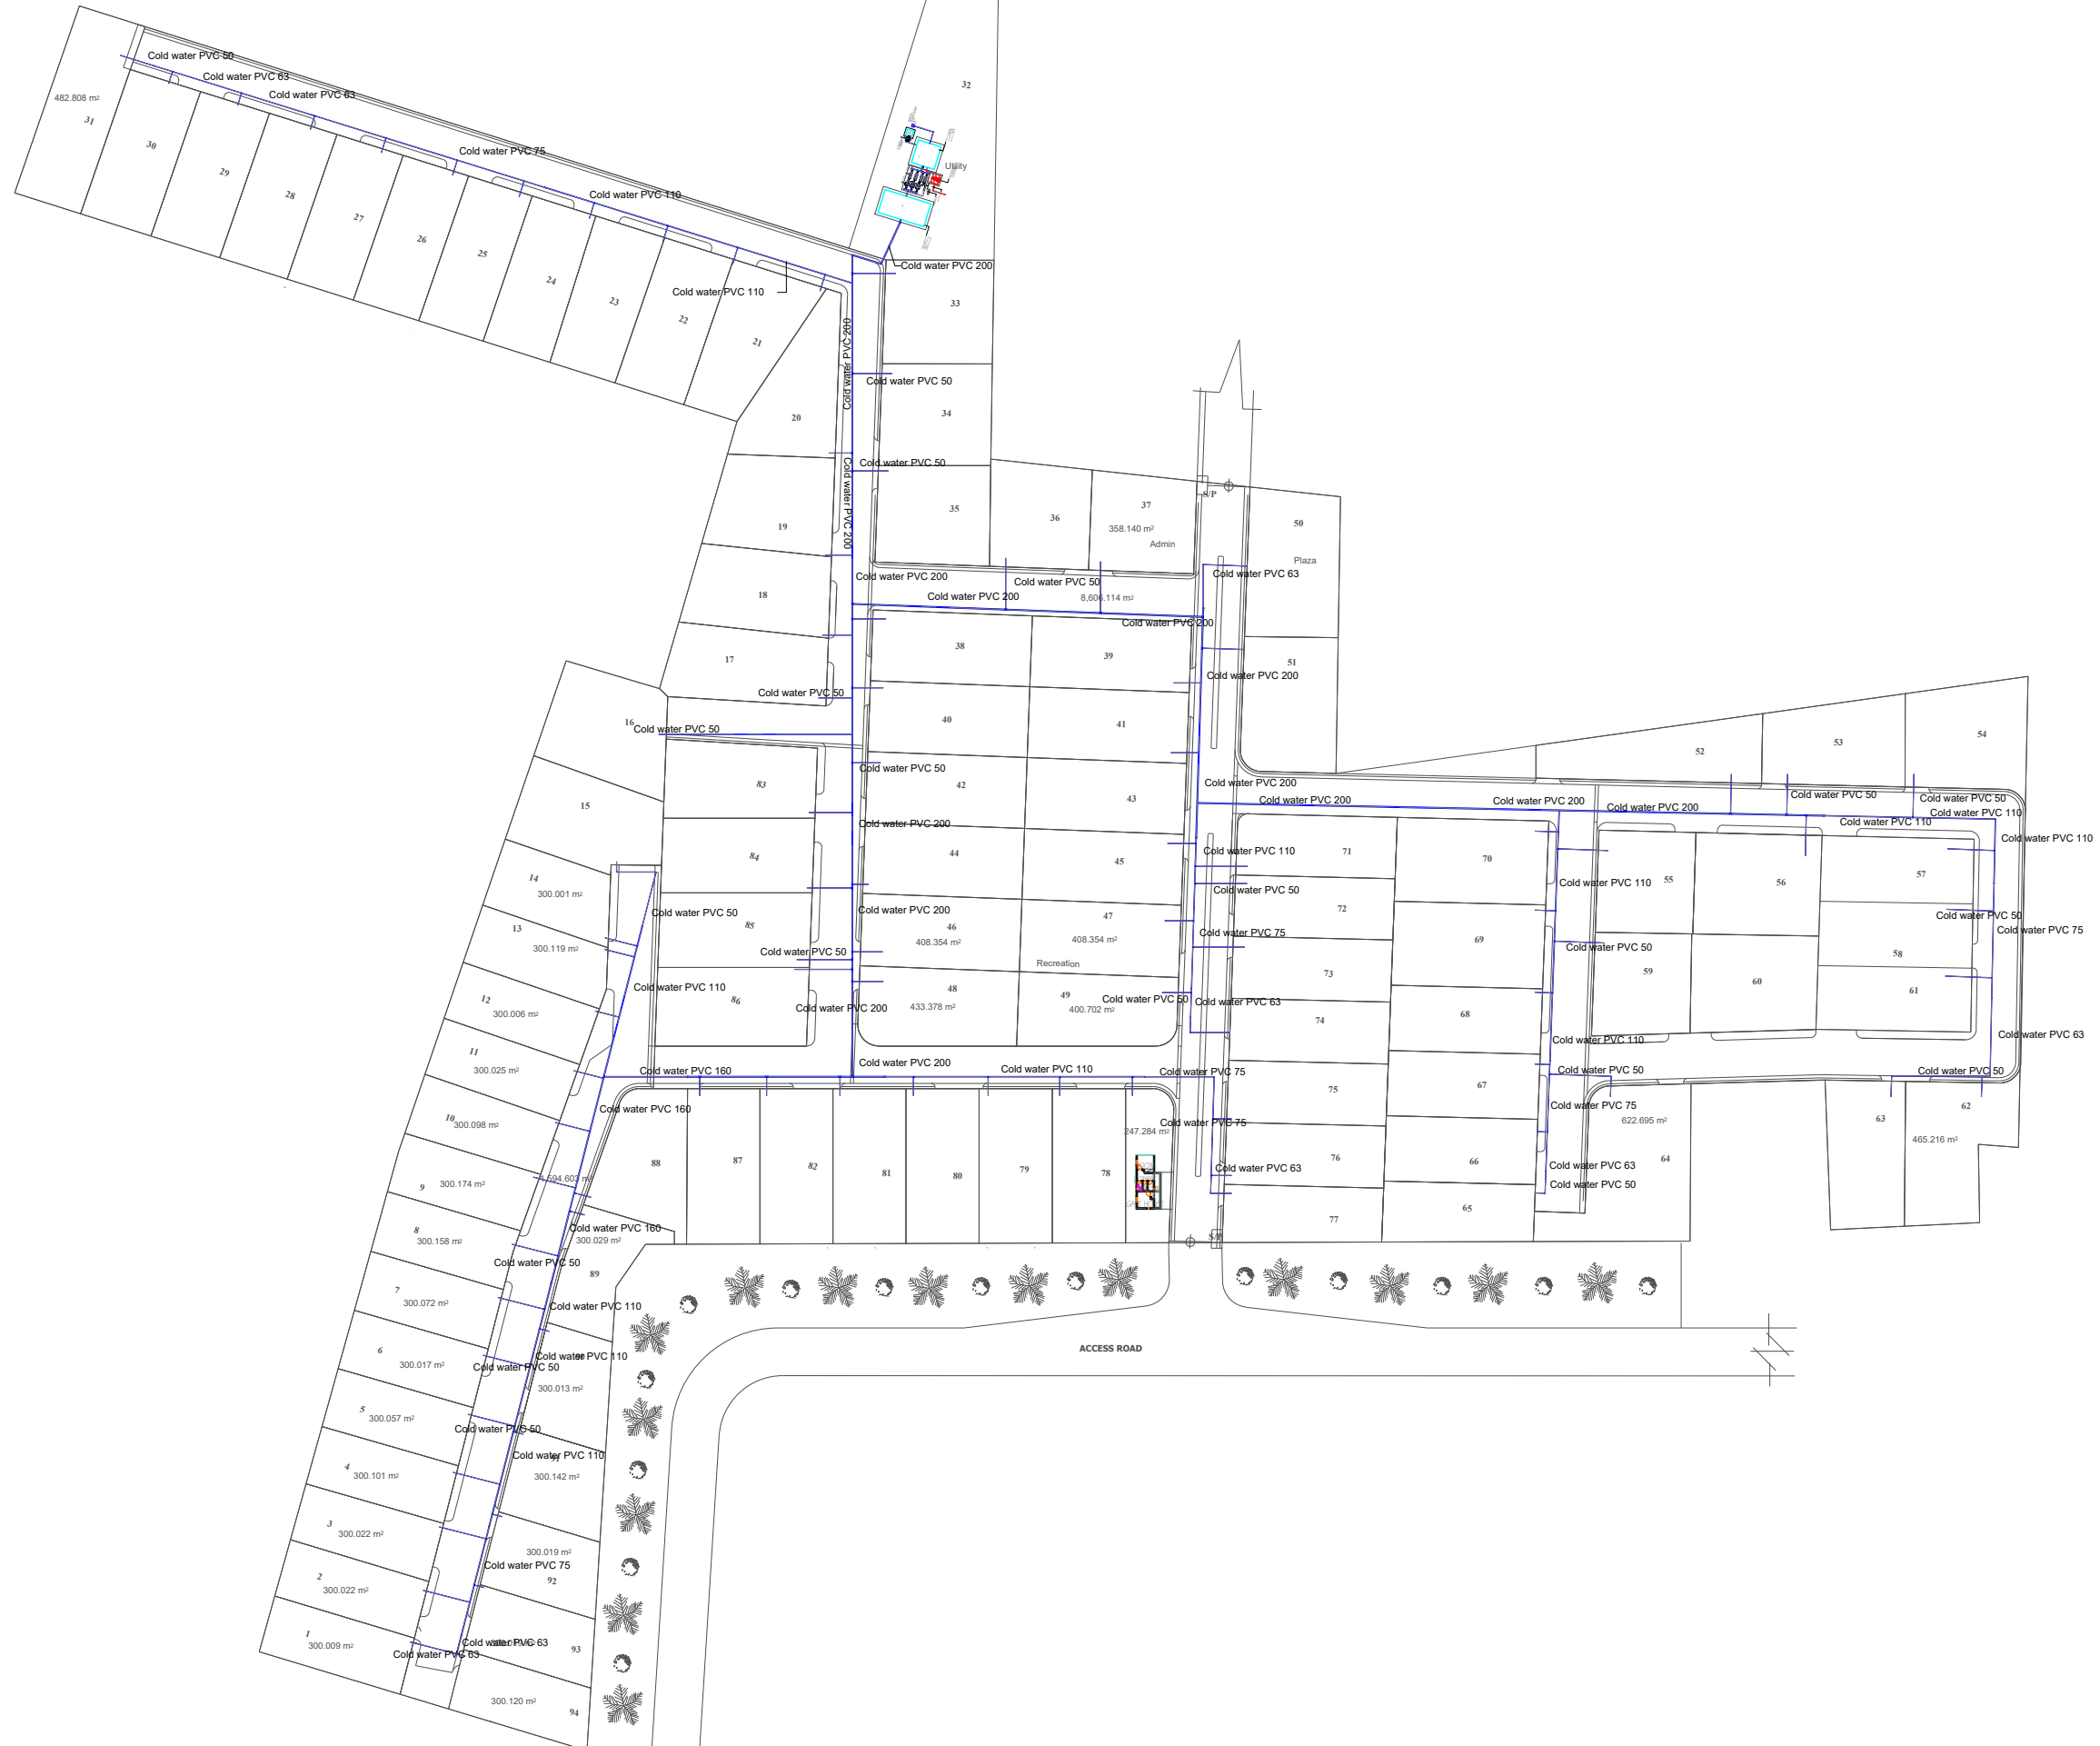 Cold water PVC 50
Cold water PVC 63
Cold water PVC 63
482.808 m²
31
30
29
28
27
26
25
24
23
22
21
Cold water PVC 75
Cold water PVC 110
Cold water PVC 110
32
Utility
Cold water PVC 200
33
Cold water PVC 200
Cold water PVC 50
34
20
Cold water PVC 50
Cold water PVC 200
35
36
37
358.140 m²
Admin
S/P
50
Plaza
19
18
17
Cold water PVC 200
Cold water PVC 50
Cold water PVC 200
8,606.114 m²
Cold water PVC 63
Cold water PVC 200
38
39
51
Cold water PVC 200
Cold water PVC 50
16
Cold water PVC 50
40
41
52
53
54
Cold water PVC 50
83
42
43
Cold water PVC 200
Cold water PVC 200
Cold water PVC 200
Cold water PVC 200
Cold water PVC 50
Cold water PVC 50
Cold water PVC 110
Cold water PVC 110
Cold water PVC 110
15
Cold water PVC 200
84
44
45
Cold water PVC 110
71
70
55
56
57
14
300.001 m²
Cold water PVC 50
Cold water PVC 110
Cold water PVC 50
85
Cold water PVC 200
46
408.354 m²
47
408.354 m²
Recreation
72
69
Cold water PVC 75
Cold water PVC 50
Cold water PVC 50
Cold water PVC 75
13
300.119 m²
Cold water PVC 50
58
59
60
61
73
Cold water PVC 110
86
Cold water PVC 200
48
433.378 m²
49
400.702 m²
Cold water PVC 50
Cold water PVC 63
74
68
12
300.006 m²
Cold water PVC 110
Cold water PVC 63
11
300.025 m²
Cold water PVC 160
Cold water PVC 200
Cold water PVC 110
Cold water PVC 75
75
67
Cold water PVC 50
Cold water PVC 50
Cold water PVC 160
Cold water PVC 75
622.695 m²
64
63
62
465.216 m²
10
300.098 m²
Cold water PVC 75
247.284 m²
88
87
82
81
80
79
78
Cold water PVC 63
76
66
Cold water PVC 63
Cold water PVC 50
9
300.174 m²
77
65
S/P
8
300.158 m²
Cold water PVC 160
300.029 m²
89
Cold water PVC 50
7
300.072 m²
Cold water PVC 110
6
300.017 m²
Cold water PVC 110
Cold water PVC 50
300.013 m²
ACCESS ROAD
5
300.057 m²
Cold water PVC 50
Cold water PVC 110
300.142 m²
4
300.101 m²
3
300.022 m²
300.019 m²
Cold water PVC 75
92
2
300.022 m²
1
300.009 m²
Cold water PVC 63
Cold water PVC 63
93
300.120 m²
94